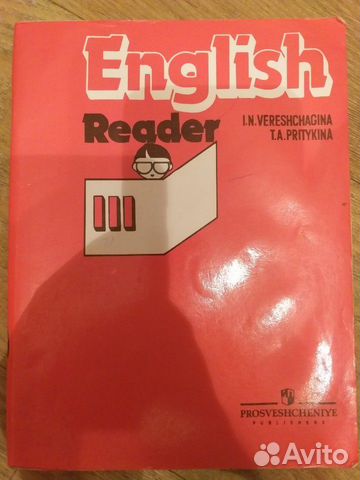 English
Reader
I.N.VERESHCHAGINA
T.A.PRITYKINA
III
PROSVESHCHENIYE
PUBLISHERS
Avito